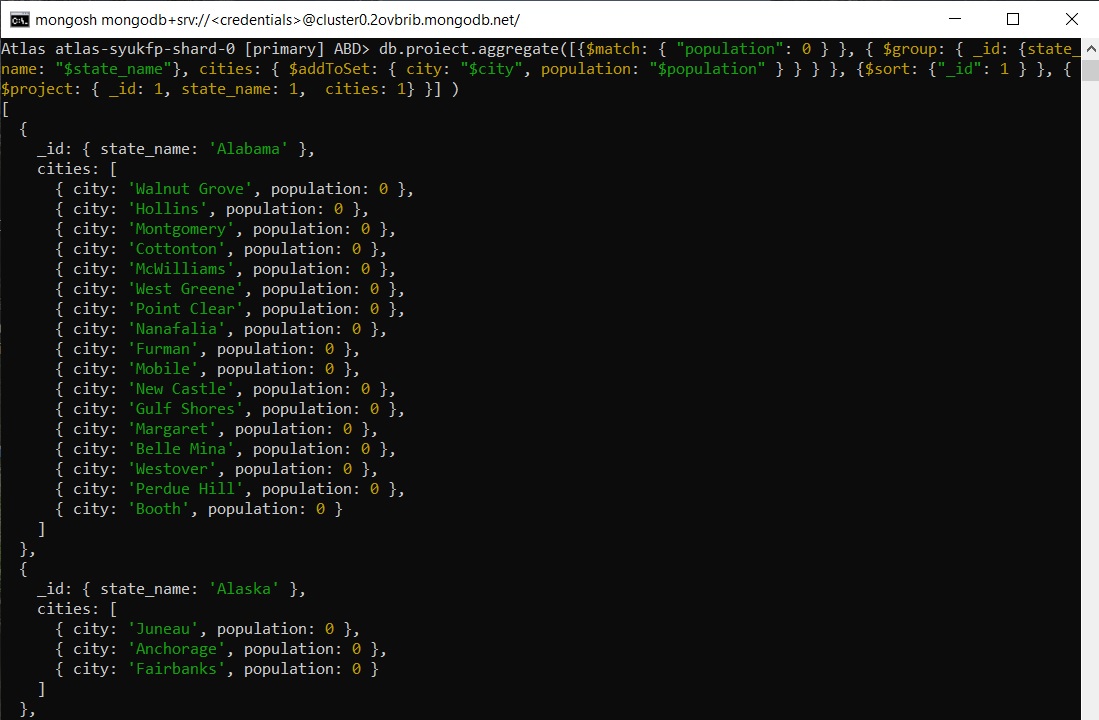 mongosh mongodb+srv://<credentials>@cluster0.2ovbrib.mongodb.net/
Atlas atlas-syukfp-shard-0 [primary] ABD> db.proiect.aggregate([{$match: { "population": 0 } }, { $group: { _id: {state_
name: "$state_name"}, cities: { $addToSet: { city: "$city", population: "$population" } } } }, {$sort: {"_id": 1 } }, {
$project: { _id: 1, state_name: 1,  cities: 1} }] )
[
  {
    _id: { state_name: 'Alabama' },
    cities: [
      { city: 'Walnut Grove', population: 0 },
      { city: 'Hollins', population: 0 },
      { city: 'Montgomery', population: 0 },
      { city: 'Cottonton', population: 0 },
      { city: 'McWilliams', population: 0 },
      { city: 'West Greene', population: 0 },
      { city: 'Point Clear', population: 0 },
      { city: 'Nanafalia', population: 0 },
      { city: 'Furman', population: 0 },
      { city: 'Mobile', population: 0 },
      { city: 'New Castle', population: 0 },
      { city: 'Gulf Shores', population: 0 },
      { city: 'Margaret', population: 0 },
      { city: 'Belle Mina', population: 0 },
      { city: 'Westover', population: 0 },
      { city: 'Perdue Hill', population: 0 },
      { city: 'Booth', population: 0 }
    ]
  },
  {
    _id: { state_name: 'Alaska' },
    cities: [
      { city: 'Juneau', population: 0 },
      { city: 'Anchorage', population: 0 },
      { city: 'Fairbanks', population: 0 }
    ]
  },